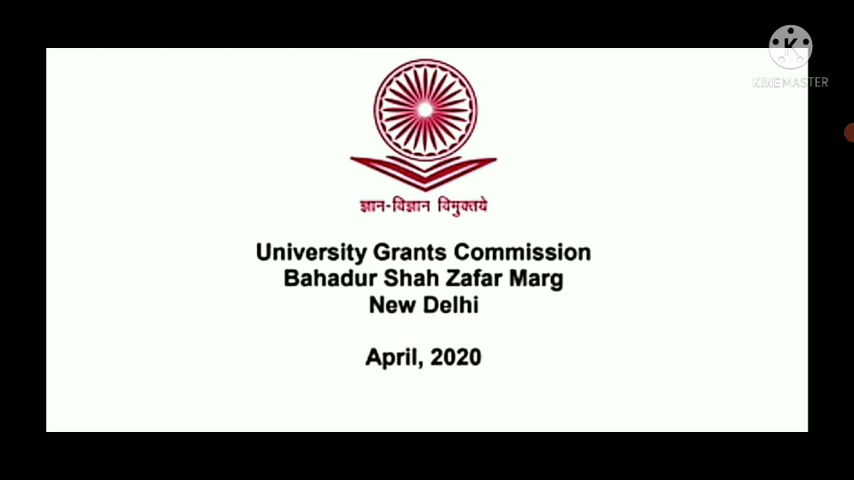 KINEMASTER
ज्ञान-विज्ञान विमुक्तये
University Grants Commission
Bahadur Shah Zafar Marg
New Delhi
April, 2020